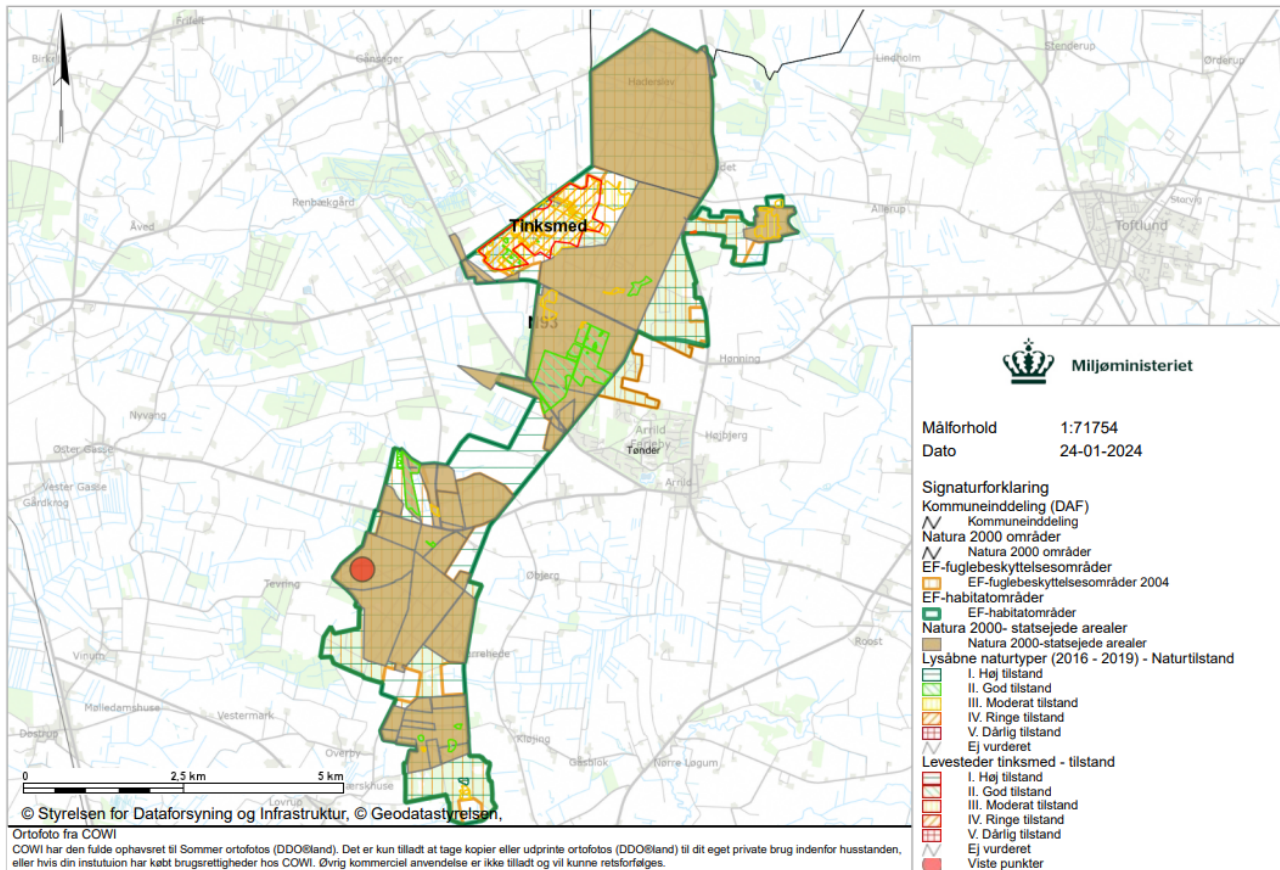 Birke
Frifelt
Gånsager
Lindholm
Stenderup
Ørderup
Haderslev
Renbækgård
Åved
Tinksmed
Allerup
Storvig
Toftlund
N93
Hønning
Nyvang
Arrild
Ferieby
Højbjerg
Tønder
Øster Gasse
Vester Gasse
Gårdkrog
Arrild
Tevring
Øbjerg
Vinum
Roost
Mølledamshuse
Vestermark
Døstrup
Overby
Kløjing
Gåsblok
Nørre Løgum
Lovrup
0 2,5 km 5 km
© Styrelsen for Dataforsyning og Infrastruktur, © Geodatastyrelsen,
Ortofoto fra COWI
COWI har den fulde ophavsret til Sommer ortofotos (DDO®land). Det er kun tilladt at tage kopier eller udprinte ortofotos (DDO®land) til dit eget private brug indenfor husstanden,
eller hvis din instutuion har købt brugsrettigheder hos COWI. Øvrig kommerciel anvendelse er ikke tilladt og vil kunne retsforfølges.
Miljøministeriet
Målforhold 1:71754
Dato 24-01-2024
Signaturforklaring
Kommuneinddeling (DAF)
Kommuneinddeling
Natura 2000 områder
Natura 2000 områder
EF-fuglebeskyttelsesområder
EF-fuglebeskyttelsesområder 2004
EF-habitatområder
EF-habitatområder
Natura 2000- statsejede arealer
Natura 2000-statsejede arealer
Lysåbne naturtyper (2016 - 2019) - Naturtilstand
I. Høj tilstand
II. God tilstand
III. Moderat tilstand
IV. Ringe tilstand
V. Dårlig tilstand
Ej vurderet
Levesteder tinksmed - tilstand
I. Høj tilstand
II. God tilstand
III. Moderat tilstand
IV. Ringe tilstand
V. Dårlig tilstand
Ej vurderet
Viste punkter